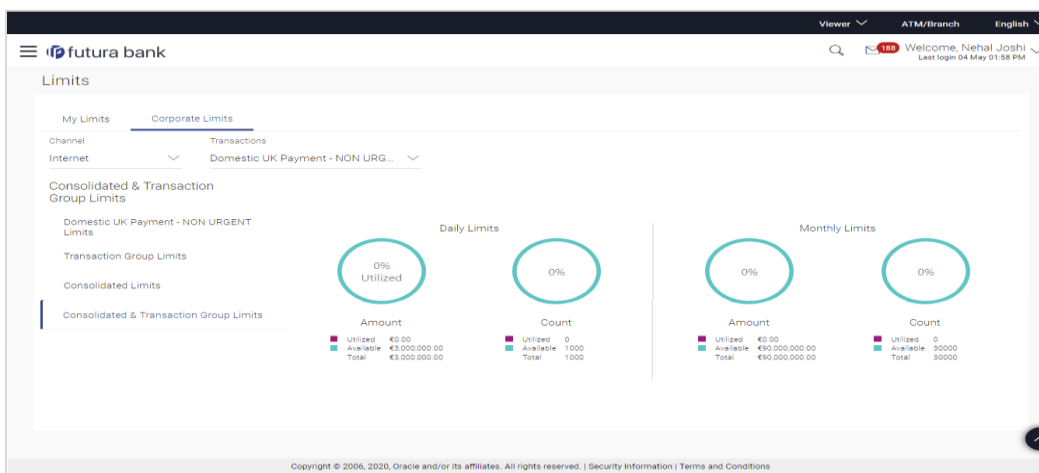 Viewer ATM/Branch English
futura bank 188 Welcome, Nehal Joshi
Last login 04 May 01:58 PM
Limits
My Limits Corporate Limits
Channel Transactions
Internet Domestic UK Payment - NON URG...
Consolidated & Transaction
Group Limits
Domestic UK Payment - NON URGENT
Limits
Transaction Group Limits
Consolidated Limits
Consolidated & Transaction Group Limits
Daily Limits
0%
Utilized
0%
Amount Count
Utilized €0.00 Utilized 0
Available €3,000,000.00 Available 1000
Total €3,000,000.00 Total 1000
Monthly Limits
0% 0%
Amount Count
Utilized €0.00 Utilized 0
Available €90,000,000.00 Available 30000
Total €90,000,000.00 Total 30000
Copyright © 2006, 2020, Oracle and/or its affiliates. All rights reserved. | Security Information | Terms and Conditions